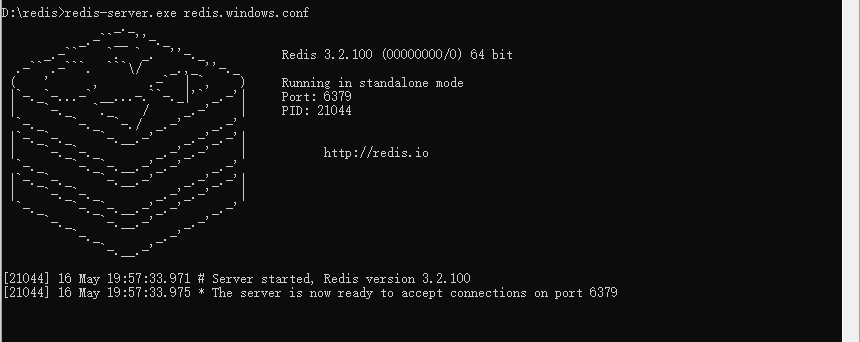 D:\redis>redis-server.exe redis.windows.conf
Redis 3.2.100 (00000000/0) 64 bit
Running in standalone mode
Port: 6379
PID: 21044
http://redis.io
[21044] 16 May 19:57:33.971 # Server started, Redis version 3.2.100
[21044] 16 May 19:57:33.975 * The server is now ready to accept connections on port 6379